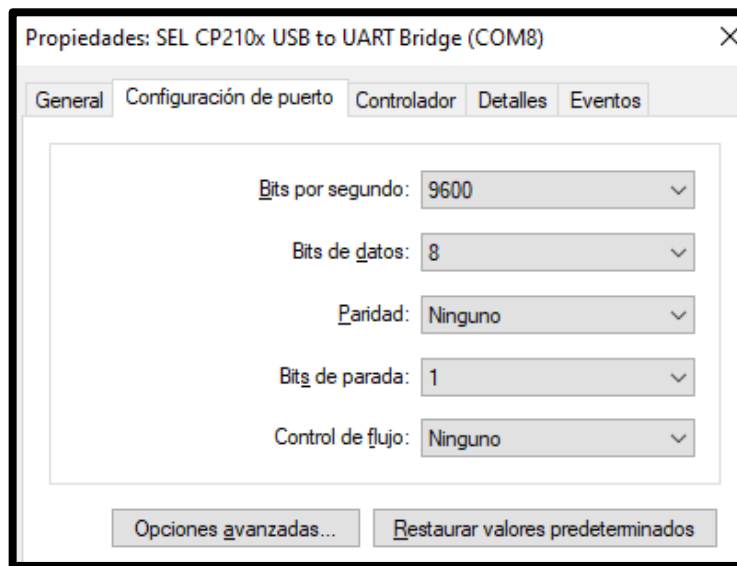 Propiedades: SEL CP210x USB to UART Bridge (COM8)
General Configuración de puerto Controlador Detalles Eventos
Bits por segundo: 9600
Bits de datos: 8
Paridad: Ninguno
Bits de parada: 1
Control de flujo: Ninguno
Opciones avanzadas... Restaurar valores predeterminados